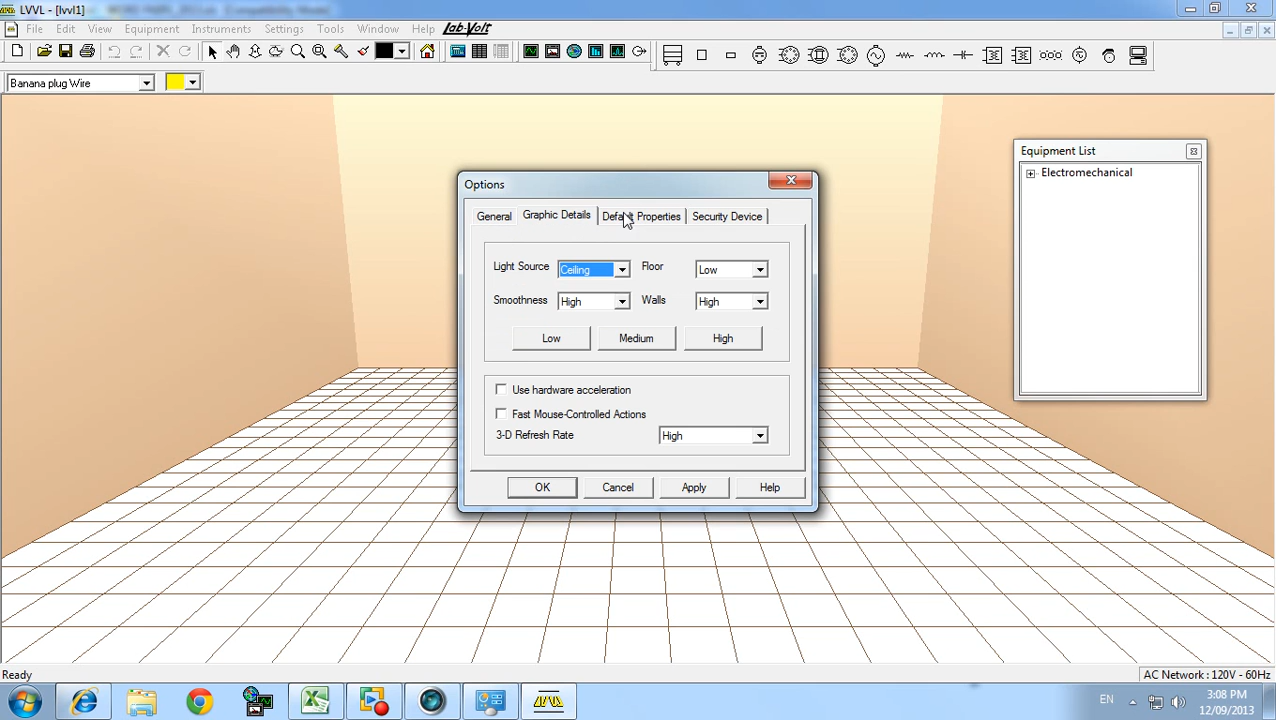 LVVL - [lvvl1]
File Edit View Equipment Instruments Settings Tools Window Help Lab-Volt
Banana plug Wire
Equipment List
Electromechanical
Options
General Graphic Details Default Properties Security Device
Light Source Ceiling Floor Low
Smoothness High Walls High
Low Medium High
Use hardware acceleration
Fast Mouse-Controlled Actions
3-D Refresh Rate High
OK Cancel Apply Help
Ready AC Network : 120V - 60Hz
EN 3:08 PM
12/09/2013